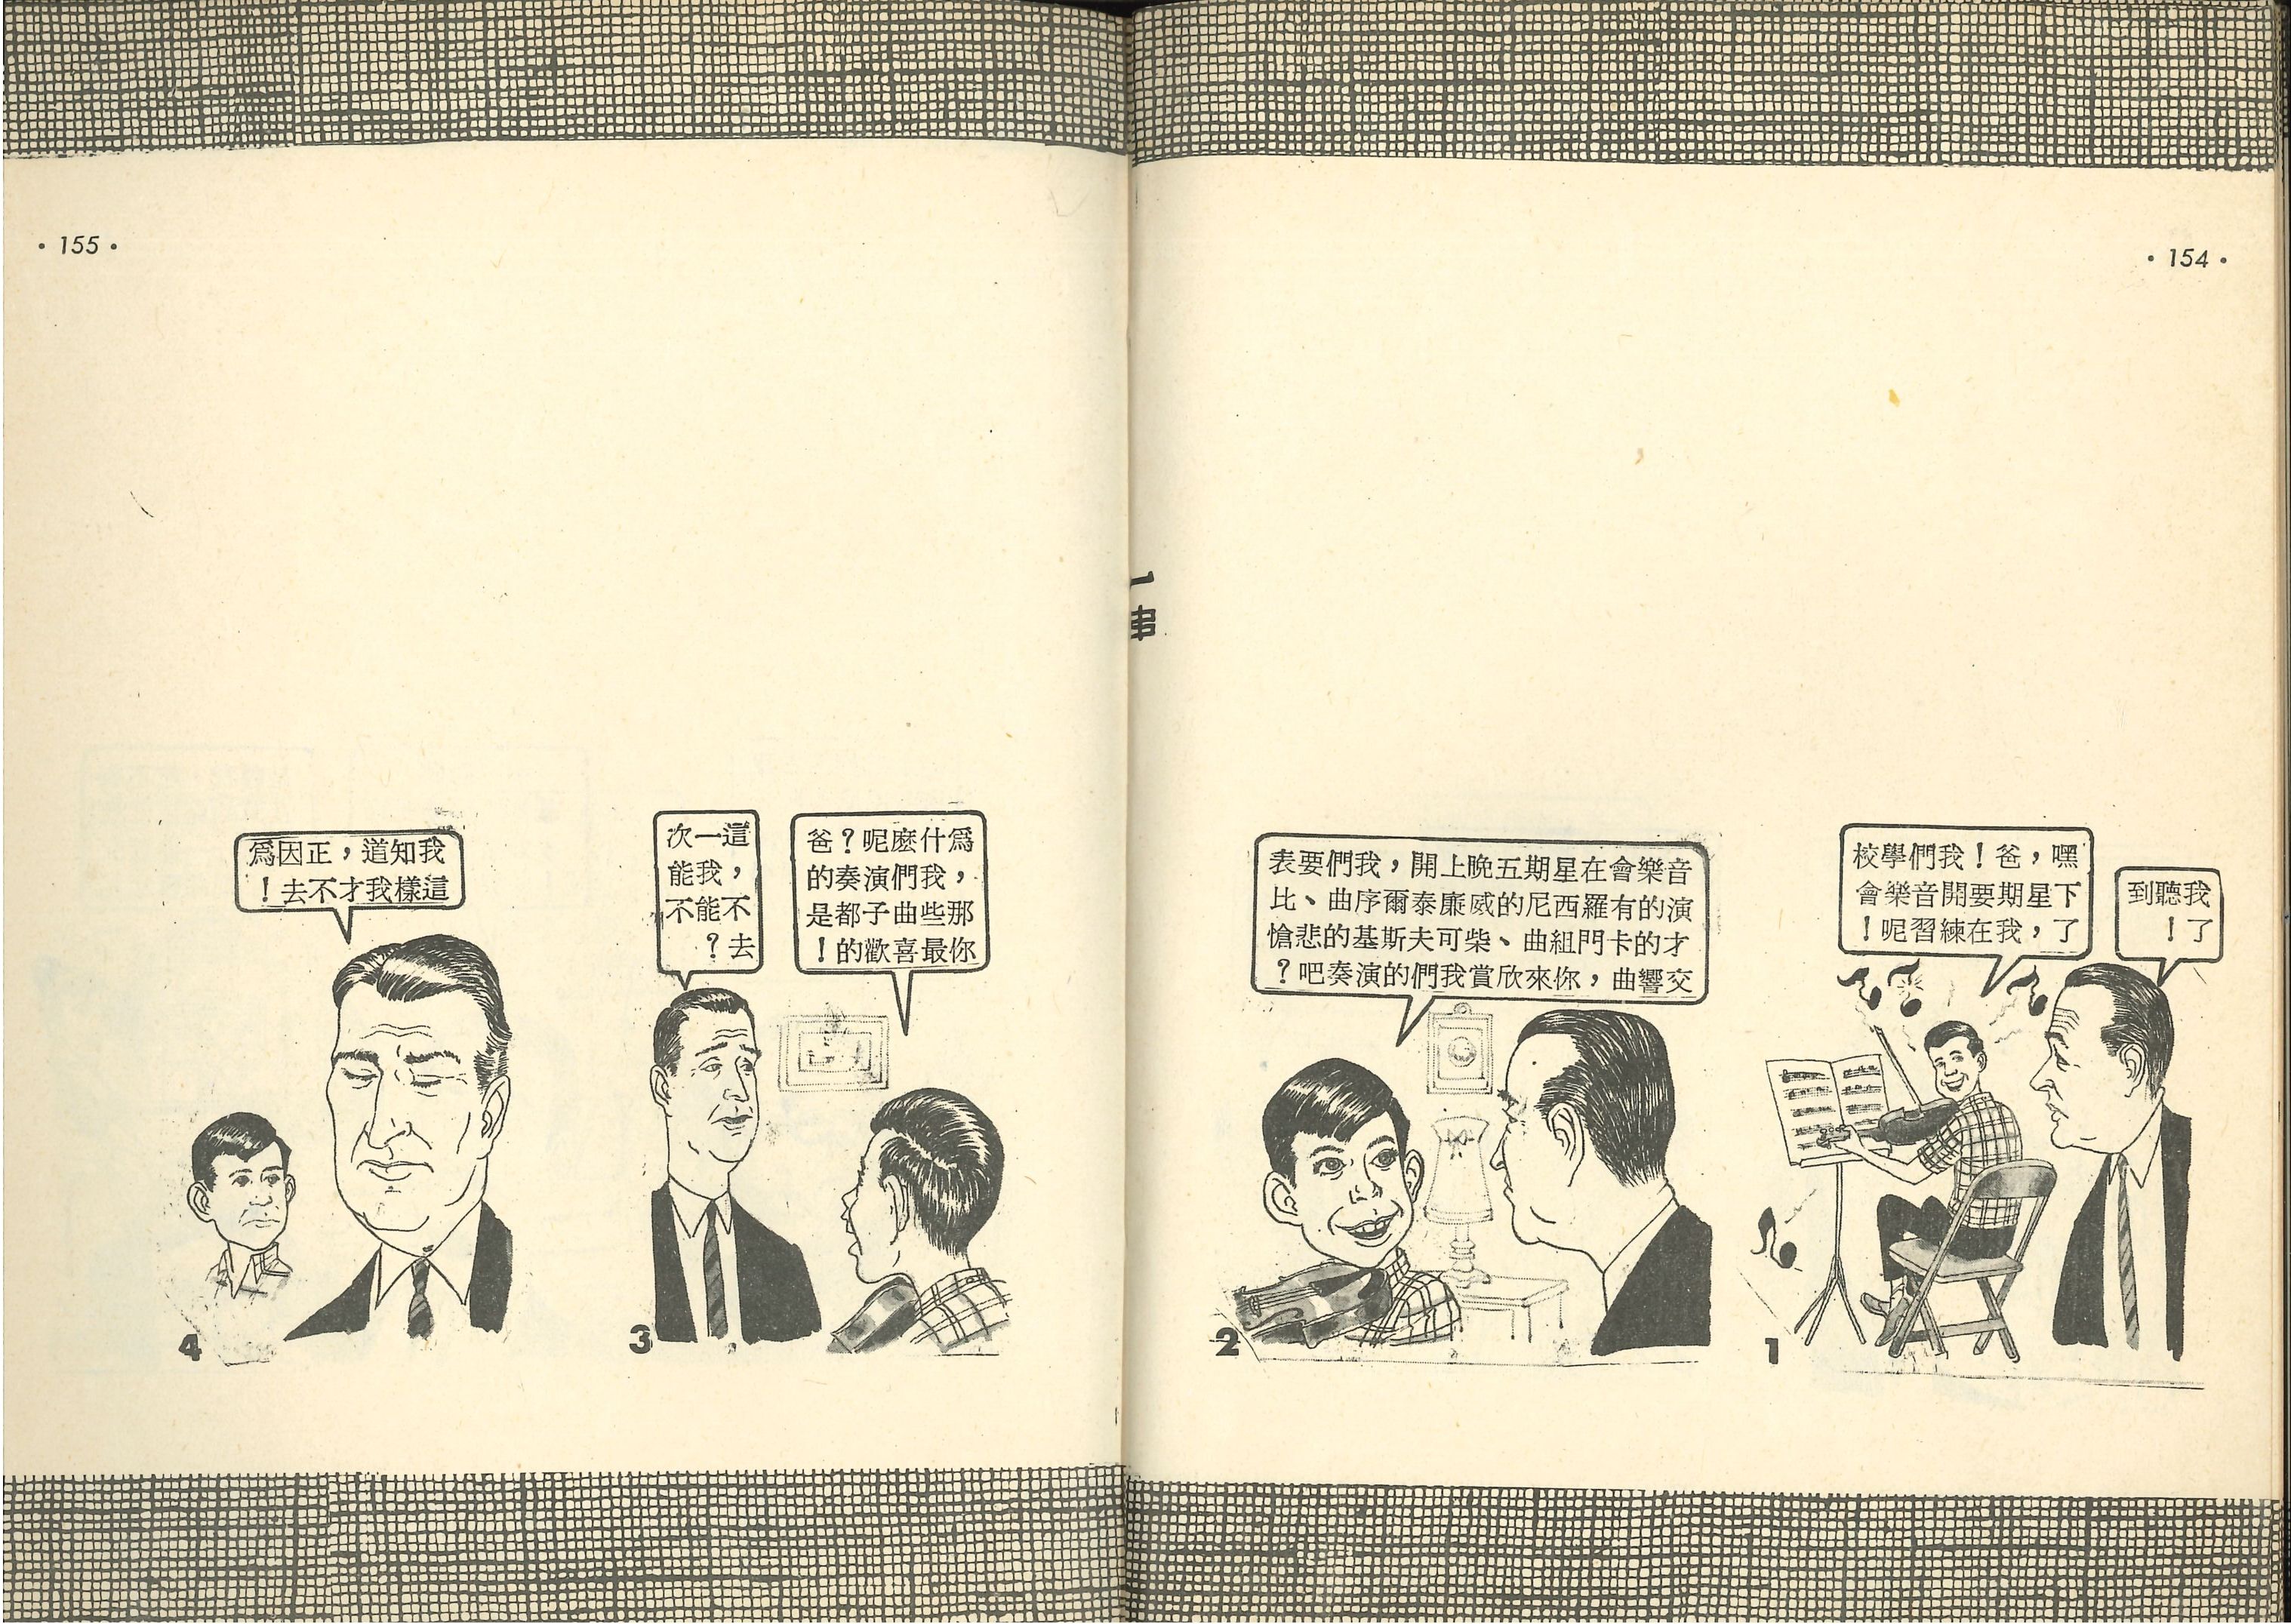 ·154·
嘿，爸！我們學校
下星期要開音樂會
了，我在練習呢！
我聽到
了！
1
音樂會在星期五晚上開，我們要表
演的有羅西尼的威廉泰爾序曲、比
才的卡門組曲、柴可夫斯基的悲愴
交響曲，你來欣賞我們的演奏吧？
2
一串
·155·
這一次
，我能
不能不
去？
爲什麼呢？爸
，我們演奏的
那些曲子都是
你最喜歡的！
3
我知道，正因爲
這樣我才不去！
4